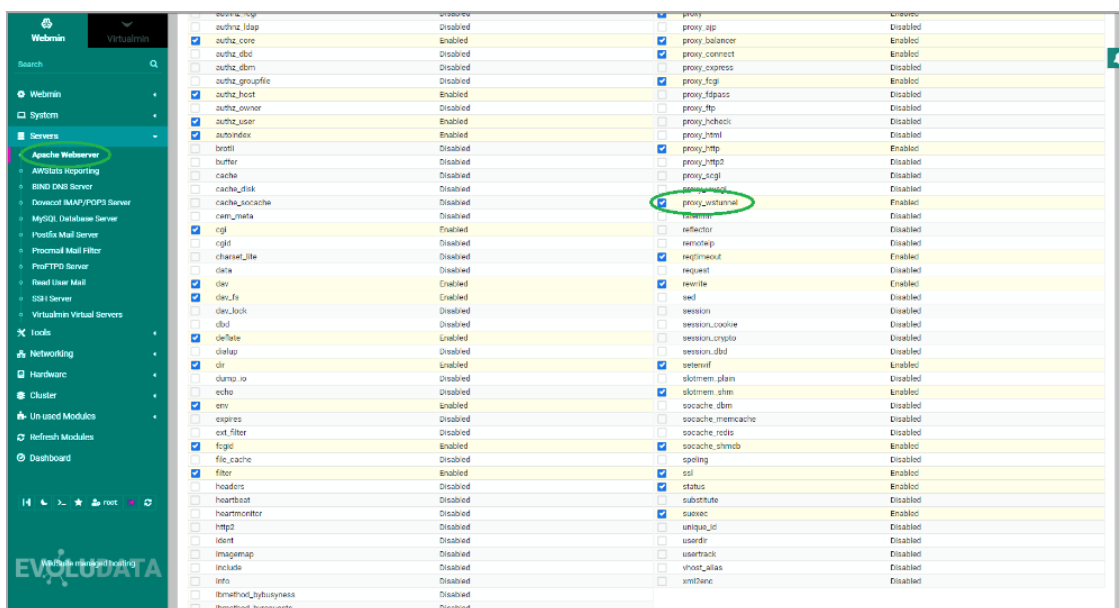 Webmin
Virtualmin
Search
Webmin
System
Servers
Apache Webserver
AWStats Reporting
BIND DNS Server
Dovecot IMAP/POP3 Server
MySQL Database Server
Postfix Mail Server
Procmail Mail Filter
ProFTPD Server
Read User Mail
SSH Server
Virtualmin Virtual Servers
Tools
Networking
Hardware
Cluster
Un-used Modules
Refresh Modules
Dashboard
root
EVOLUDATA
WikiSuite managed hosting
authnz_fcgi Disabled
authnz_ldap Disabled
authz_core Enabled
authz_dbd Disabled
authz_dbm Disabled
authz_groupfile Disabled
authz_host Enabled
authz_owner Disabled
authz_user Enabled
autoindex Enabled
brotli Disabled
buffer Disabled
cache Disabled
cache_disk Disabled
cache_socache Disabled
cern_meta Disabled
cgi Enabled
cgid Disabled
charset_lite Disabled
data Disabled
dav Enabled
dav_fs Enabled
dav_lock Disabled
dbd Disabled
deflate Enabled
dialup Disabled
dir Enabled
dump_io Disabled
echo Disabled
env Enabled
expires Disabled
ext_filter Disabled
fcgid Enabled
file_cache Disabled
filter Enabled
headers Disabled
heartbeat Disabled
heartmonitor Disabled
http2 Disabled
ident Disabled
imagemap Disabled
include Disabled
info Disabled
lbmethod_bybusyness Disabled
lbmethod_byrequests Disabled
proxy Enabled
proxy_ajp Disabled
proxy_balancer Enabled
proxy_connect Enabled
proxy_express Disabled
proxy_fcgi Enabled
proxy_fdpass Disabled
proxy_ftp Disabled
proxy_hcheck Disabled
proxy_html Disabled
proxy_http Enabled
proxy_http2 Disabled
proxy_scgi Disabled
proxy_uwsgi Disabled
proxy_wstunnel Enabled
ratelimit Disabled
reflector Disabled
remoteip Disabled
reqtimeout Enabled
request Disabled
rewrite Enabled
sed Disabled
session Disabled
session_cookie Disabled
session_crypto Disabled
session_dbd Disabled
setenvif Enabled
slotmem_plain Disabled
slotmem_shm Enabled
socache_dbm Disabled
socache_memcache Disabled
socache_redis Disabled
socache_shmcb Enabled
speling Disabled
ssl Enabled
status Enabled
substitute Disabled
suexec Enabled
unique_id Disabled
userdir Disabled
usertrack Disabled
vhost_alias Disabled
xml2enc Disabled